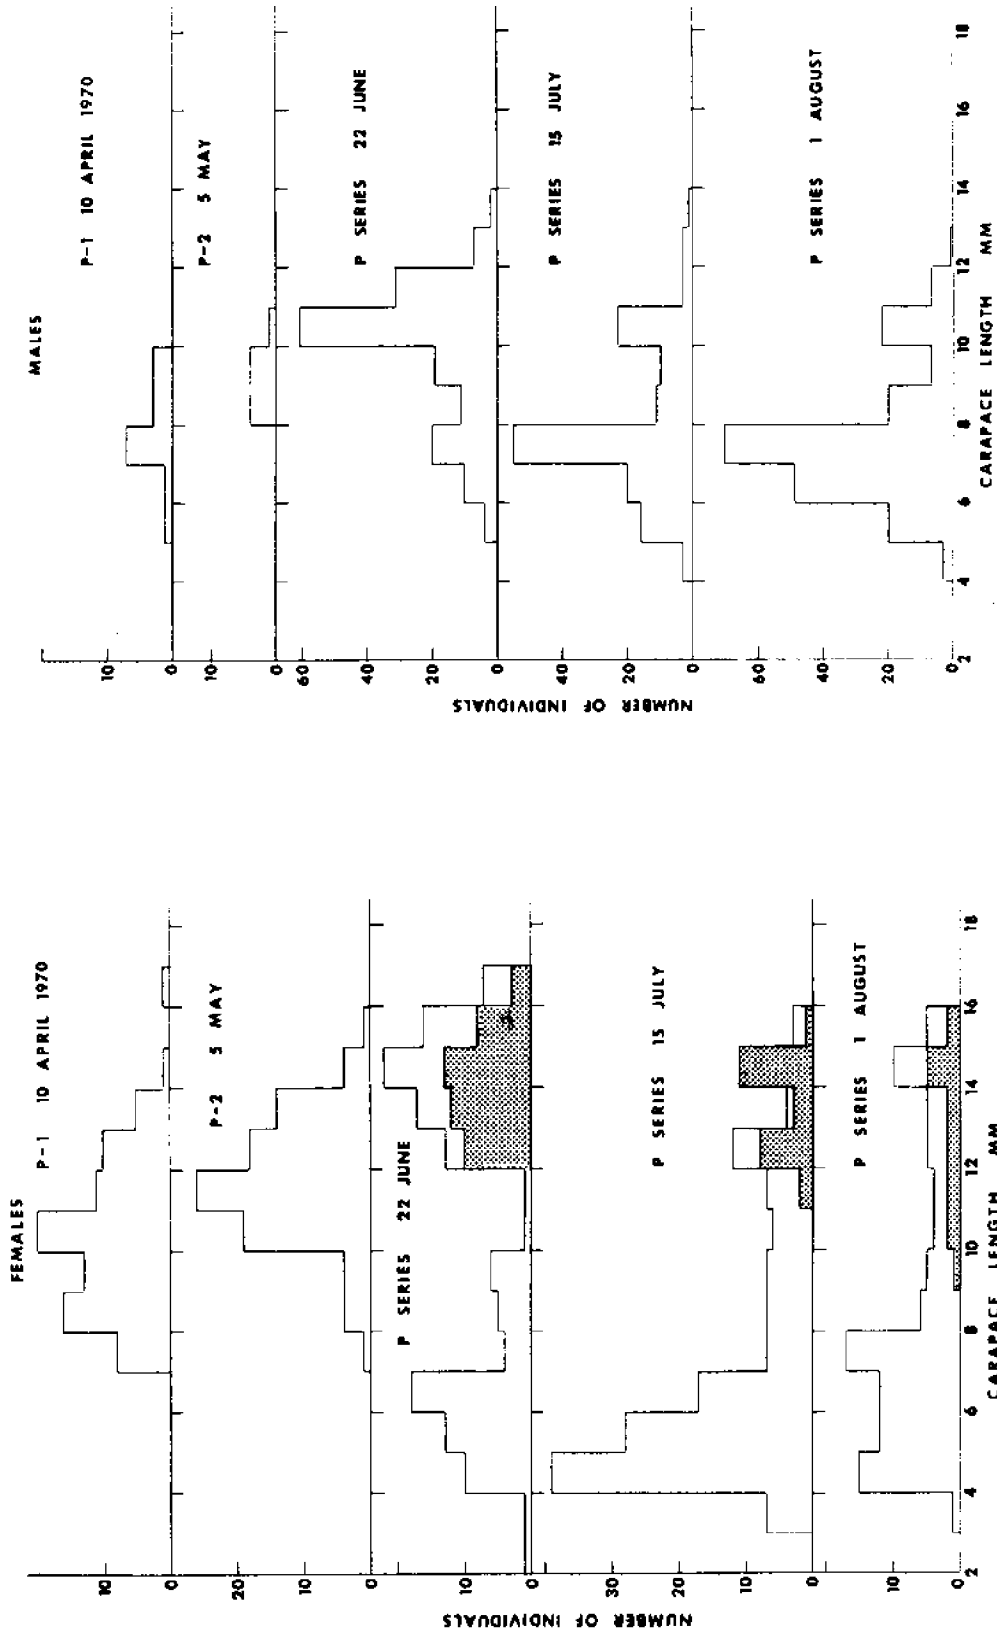 FEMALES
P-1 10 APRIL 1970
10
0
P-2 5 MAY
20
10
0
P SERIES 22 JUNE
10
0
P SERIES 15 JULY
30
20
10
0
P SERIES 1 AUGUST
10
0
2 4 6 8 10 12 14 16 18
CARAPACE LENGTH MM
NUMBER OF INDIVIDUALS
MALES
P-1 10 APRIL 1970
10
0
P-2 5 MAY
10
0
P SERIES 22 JUNE
60
40
20
0
P SERIES 15 JULY
40
20
0
P SERIES 1 AUGUST
60
40
20
0
2 4 6 8 10 12 14 16 18
CARAPACE LENGTH MM
NUMBER OF INDIVIDUALS